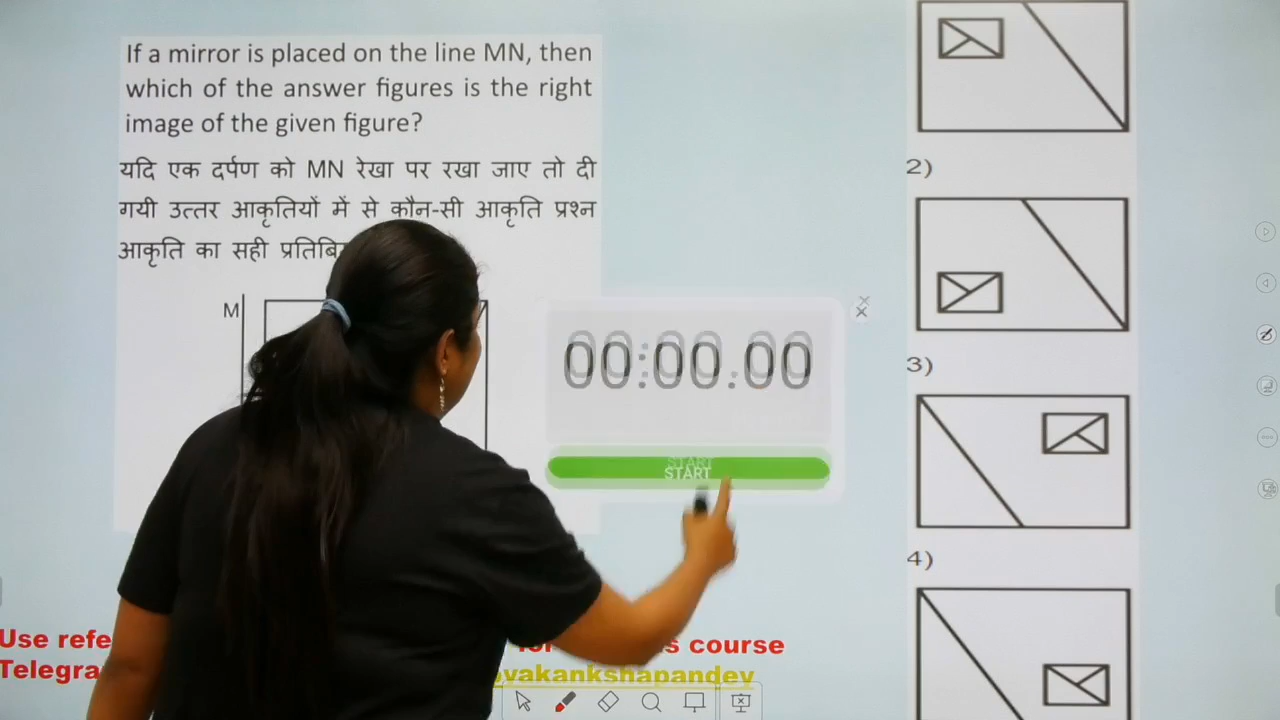 If a mirror is placed on the line MN, then
which of the answer figures is the right
image of the given figure?
यदि एक दर्पण को MN रेखा पर रखा जाए तो दी
गयी उत्तर आकृतियों में से कौन-सी आकृति प्रश्न
आकृति का सही
M
00:00.00
START
2)
3)
4)
Use
course